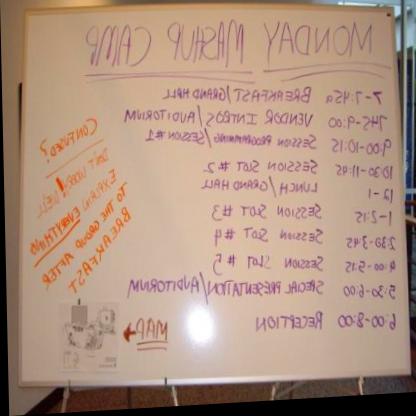 MONDAY MASHUP CAMP
7-7:45a BREAKFAST/GRAND HALL
745-9:00 VENDOR INTROS/AUDITORIUM
9:00-10:15 SESSION PROGRAMMING/SESSION #1
10:30-11:45 SESSION SLOT #2
12-1 LUNCH/GRAND HALL
1-2:15 SESSION SLOT #3
2:30-3:45 SESSION SLOT #4
4:00-5:15 SESSION SLOT #5
5:30-6:00 SPECIAL PRESENTATION/AUDITORIUM
6:00-8:00 RECEPTION
CONFUSED?
DON'T WORRY! WE'LL
EXPLAIN EVERYTHING
TO THE GROUP AFTER
BREAKFAST
MAP